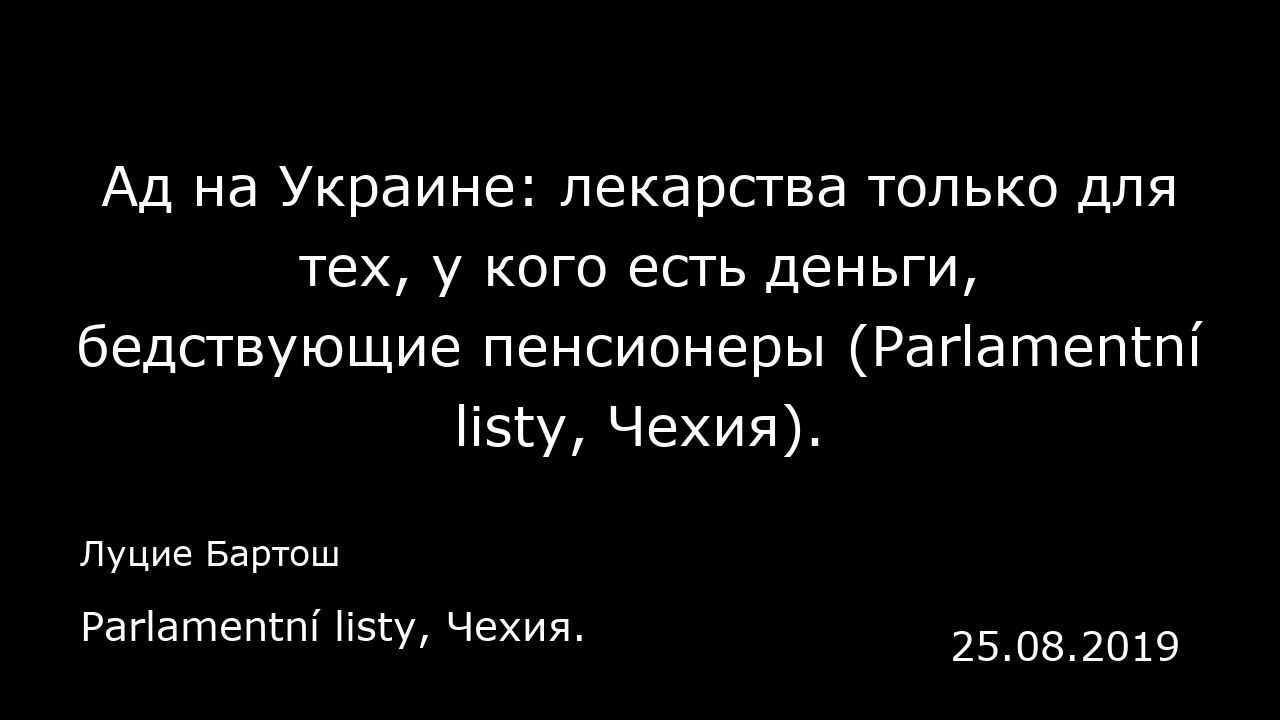 Ад на Украине: лекарства только для
тех, у кого есть деньги,
бедствующие пенсионеры (Parlamentní
listy, Чехия).
Луцие Бартош
Parlamentní listy, Чехия.
25.08.2019